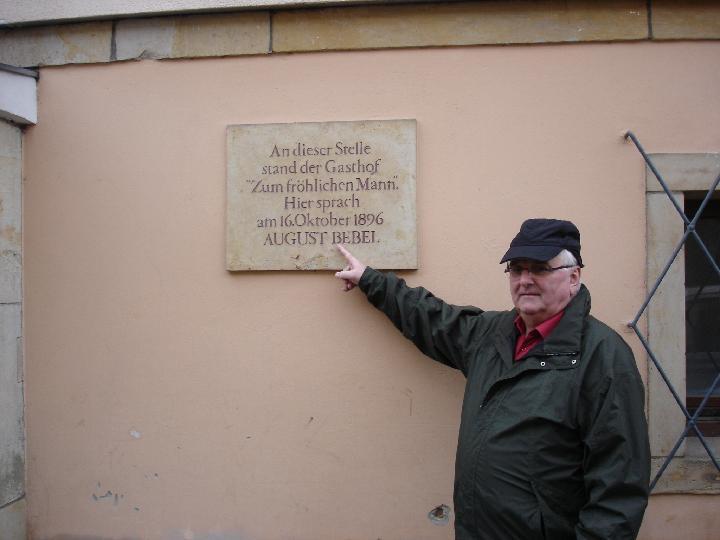 An dieser Stelle
stand der Gasthof
"Zum fröhlichen Mann".
Hier sprach
am 16. Oktober 1896
AUGUST BEBEL